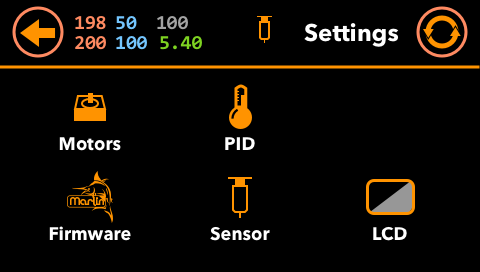 198 50 100
200 100 5.40
Settings
Motors PID
Marlin
Firmware Sensor LCD